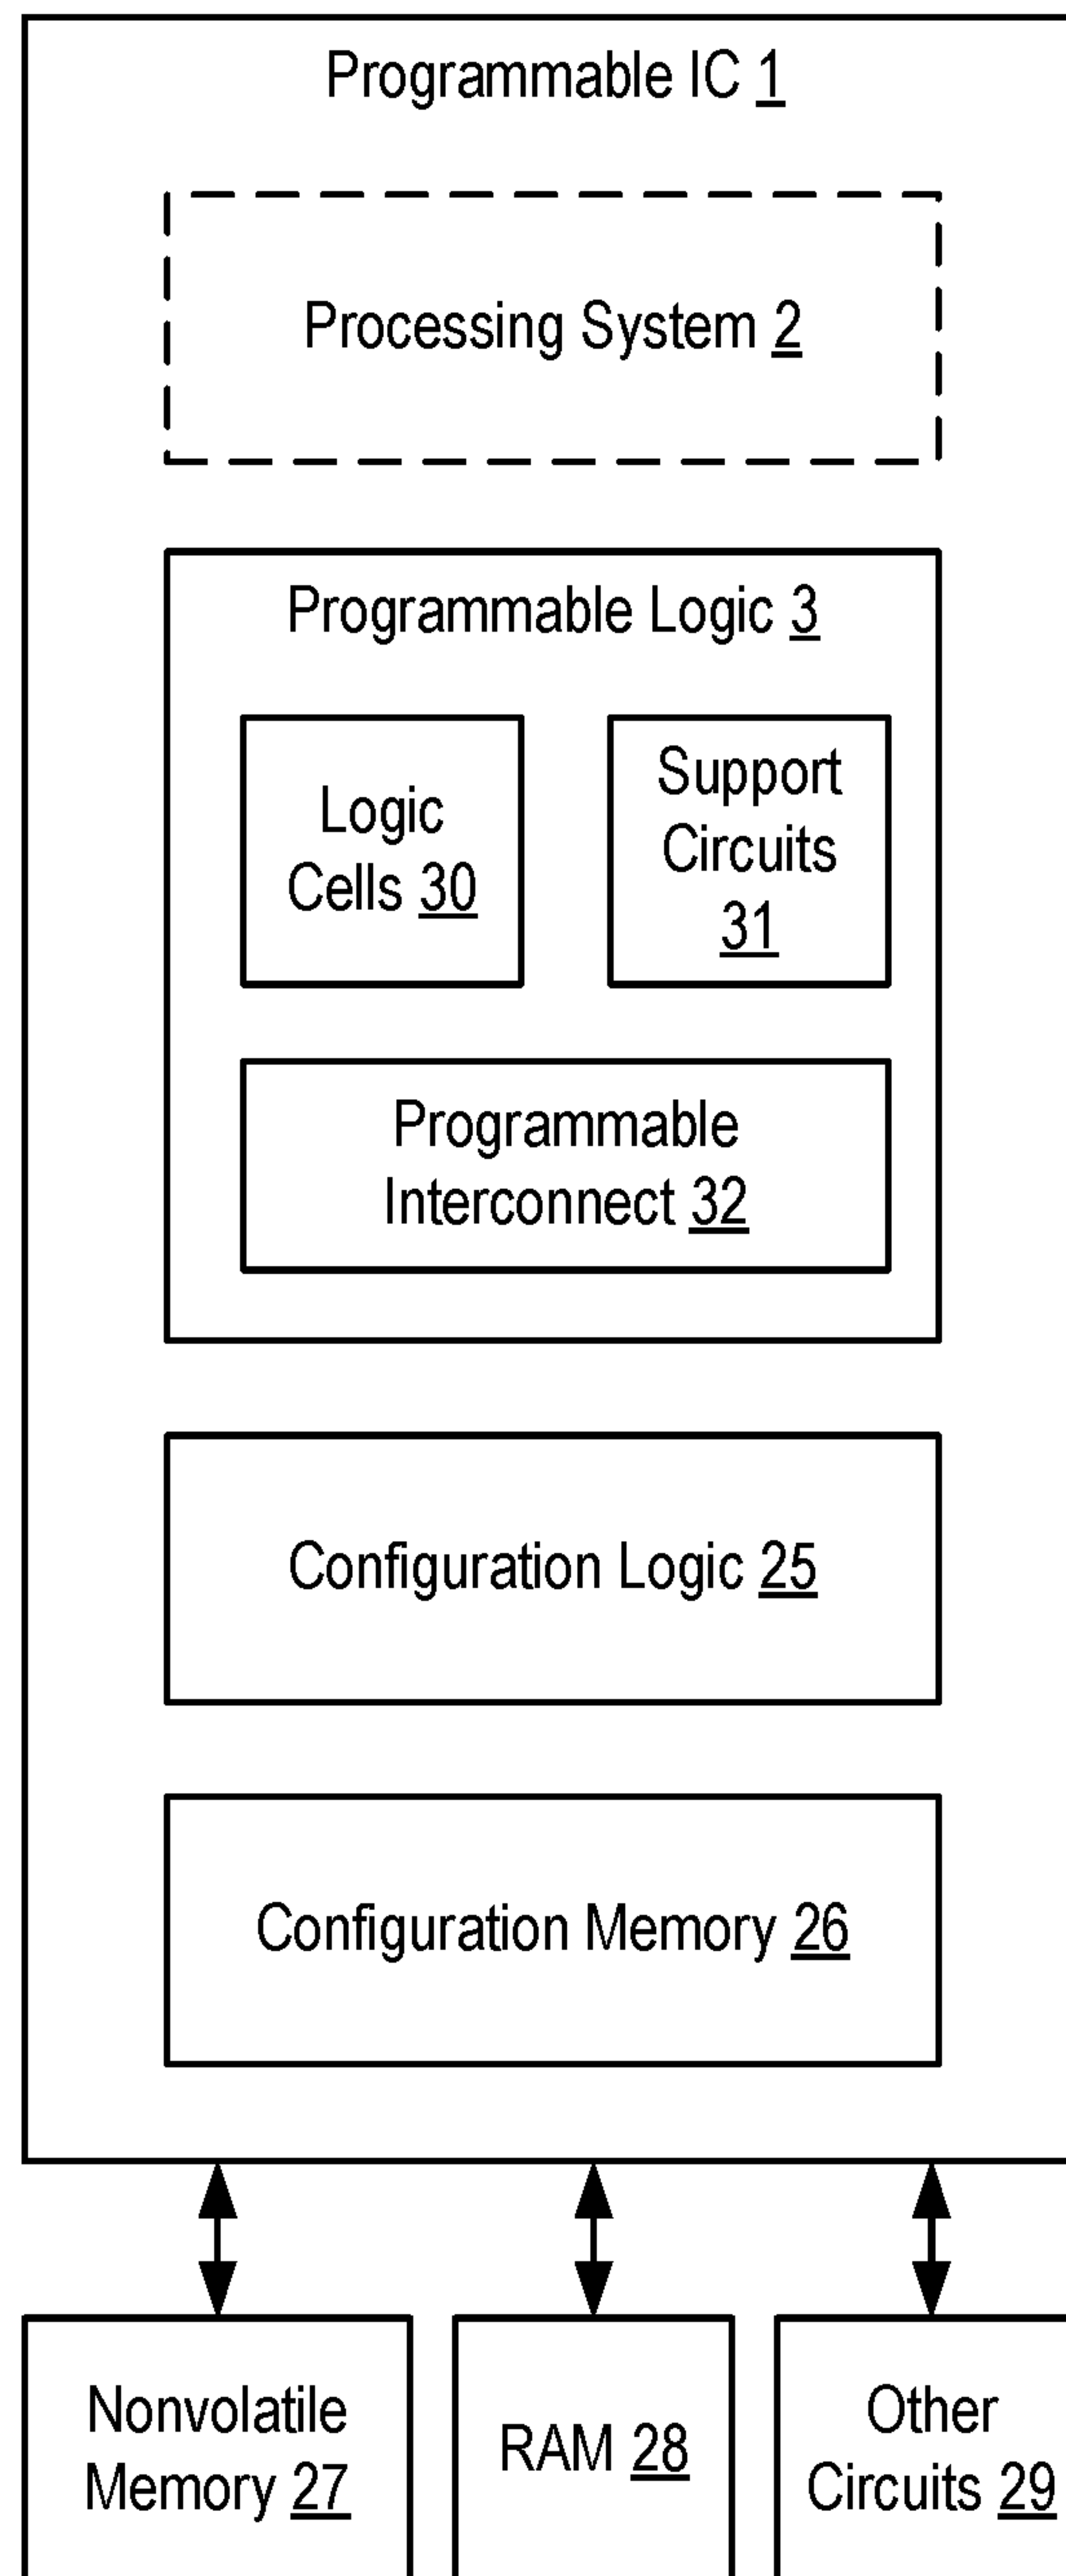 Programmable IC 1
Processing System 2
Programmable Logic 3
Logic
Cells 30
Support
Circuits
31
Programmable
Interconnect 32
Configuration Logic 25
Configuration Memory 26
Nonvolatile
Memory 27
RAM 28
Other
Circuits 29